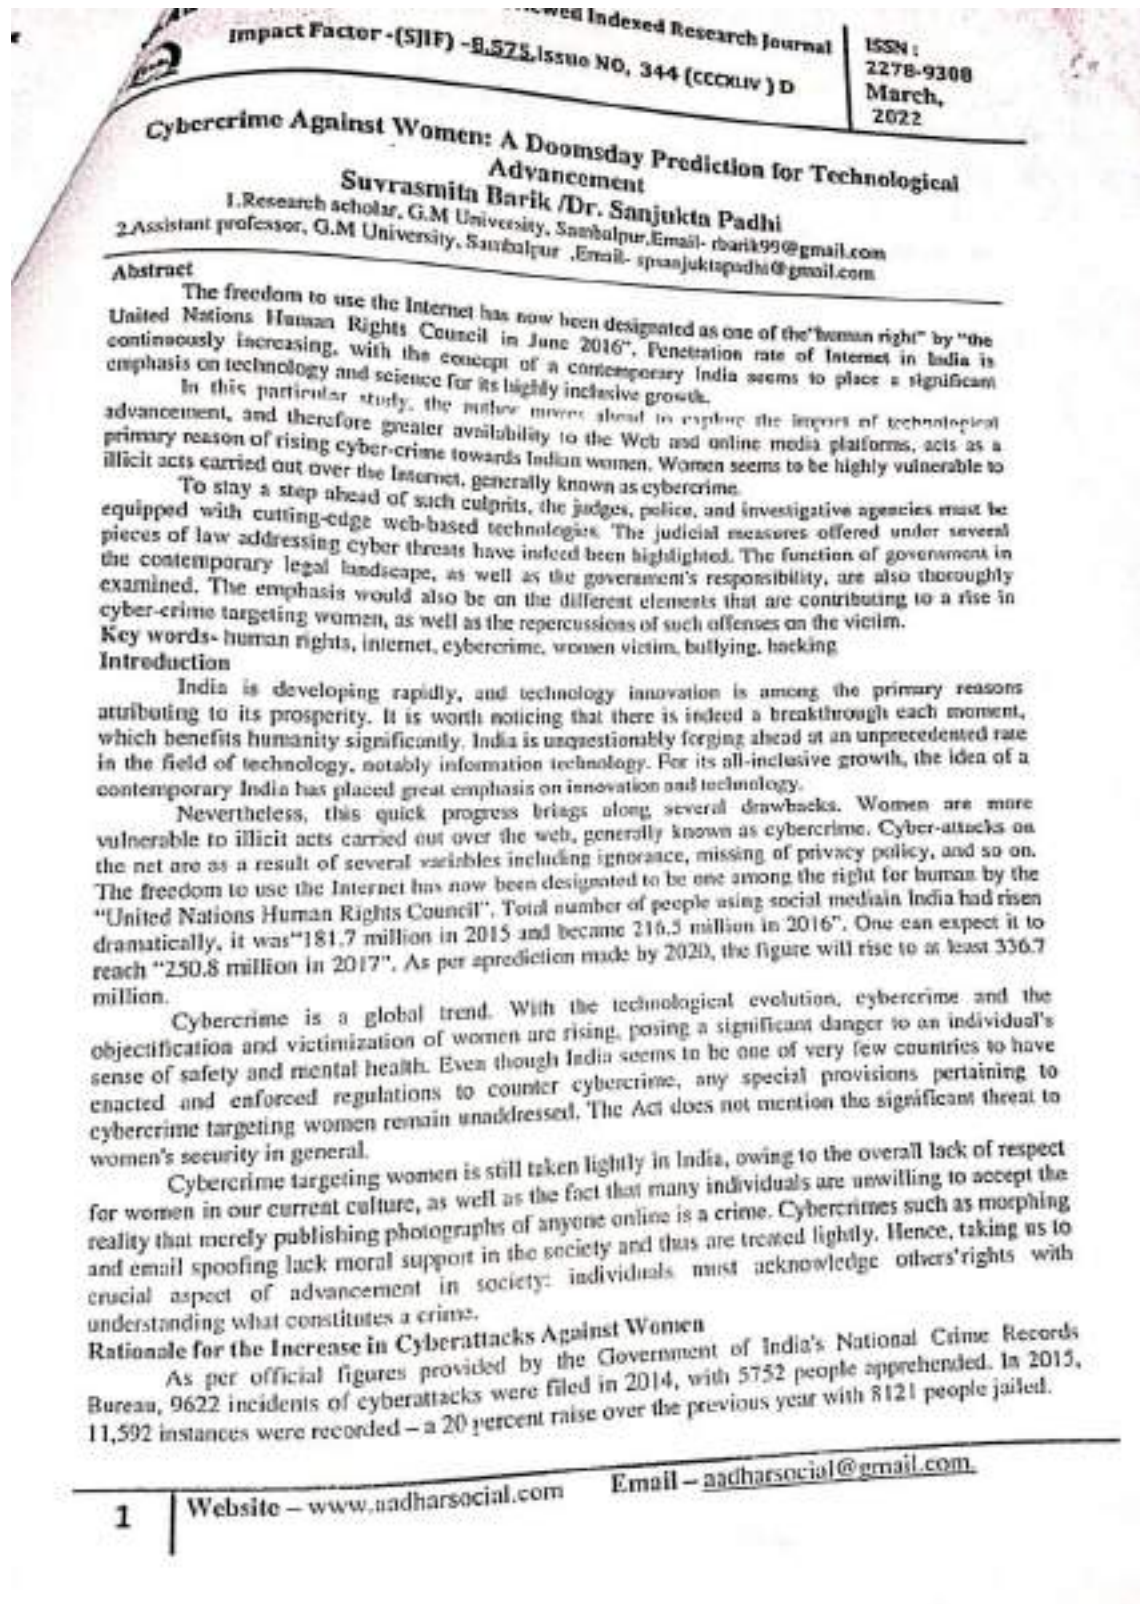 Indexed Research Journal
Impact Factor -(SJIF) -8.575, Issue NO, 344 (CCCXLIV ) D
ISSN :
2278-9308
March,
2022
Cybercrime Against Women: A Doomsday Prediction for Technological
Advancement
Suvrasmita Barik /Dr. Sanjukta Padhi
1.Research scholar, G.M University, Sambalpur,Email- rbarik99@gmail.com
2.Assistant professor, G.M University, Sambalpur ,Email- spsanjuktapadhi@gmail.com
Abstract
The freedom to use the Internet has now been designated as one of the"human right" by "the
United Nations Human Rights Council in June 2016". Penetration rate of Internet in India is
continuously increasing, with the concept of a contemporary India seems to place a significant
emphasis on technology and science for its highly inclusive growth.
In this particular study, the author moves ahead to explore the impact of technological
advancement, and therefore greater availability to the Web and online media platforms, acts as a
primary reason of rising cyber-crime towards Indian women. Women seems to be highly vulnerable to
illicit acts carried out over the Internet, generally known as cybercrime.
To stay a step ahead of such culprits, the judges, police, and investigative agencies must be
equipped with cutting-edge web-based technologies. The judicial measures offered under several
pieces of law addressing cyber threats have indeed been highlighted. The function of government in
the contemporary legal landscape, as well as the government's responsibility, are also thoroughly
examined. The emphasis would also be on the different elements that are contributing to a rise in
cyber-crime targeting women, as well as the repercussions of such offenses on the victim.
Key words- human rights, internet, cybercrime, women victim, bullying, hacking
Introduction
India is developing rapidly, and technology innovation is among the primary reasons
attributing to its prosperity. It is worth noticing that there is indeed a breakthrough each moment,
which benefits humanity significantly. India is unquestionably forging ahead at an unprecedented rate
in the field of technology, notably information technology. For its all-inclusive growth, the idea of a
contemporary India has placed great emphasis on innovation and technology.
Nevertheless, this quick progress brings along several drawbacks. Women are more
vulnerable to illicit acts carried out over the web, generally known as cybercrime. Cyber-attacks on
the net are as a result of several variables including ignorance, missing of privacy policy, and so on.
The freedom to use the Internet has now been designated to be one among the right for human by the
"United Nations Human Rights Council". Total number of people using social mediain India had risen
dramatically, it was"181.7 million in 2015 and became 216.5 million in 2016". One can expect it to
reach "250.8 million in 2017". As per aprediction made by 2020, the figure will rise to at least 336.7
million.
Cybercrime is a global trend. With the technological evolution, cybercrime and the
objectification and victimization of women are rising, posing a significant danger to an individual's
sense of safety and mental health. Even though India seems to be one of very few countries to have
enacted and enforced regulations to counter cybercrime, any special provisions pertaining to
cybercrime targeting women remain unaddressed. The Act does not mention the significant threat to
women's security in general.
Cybercrime targeting women is still taken lightly in India, owing to the overall lack of respect
for women in our current culture, as well as the fact that many individuals are unwilling to accept the
reality that merely publishing photographs of anyone online is a crime. Cybercrimes such as morphing
and email spoofing lack moral support in the society and thus are treated lightly. Hence, taking us to
crucial aspect of advancement in society: individuals must acknowledge others'rights with
understanding what constitutes a crime.
Rationale for the Increase in Cyberattacks Against Women
As per official figures provided by the Government of India's National Crime Records
Bureau, 9622 incidents of cyberattacks were filed in 2014, with 5752 people apprehended. In 2015,
11,592 instances were recorded – a 20 percent raise over the previous year with 8121 people jailed.
1
Website – www.aadharsocial.com
Email – aadharsocial@gmail.com.